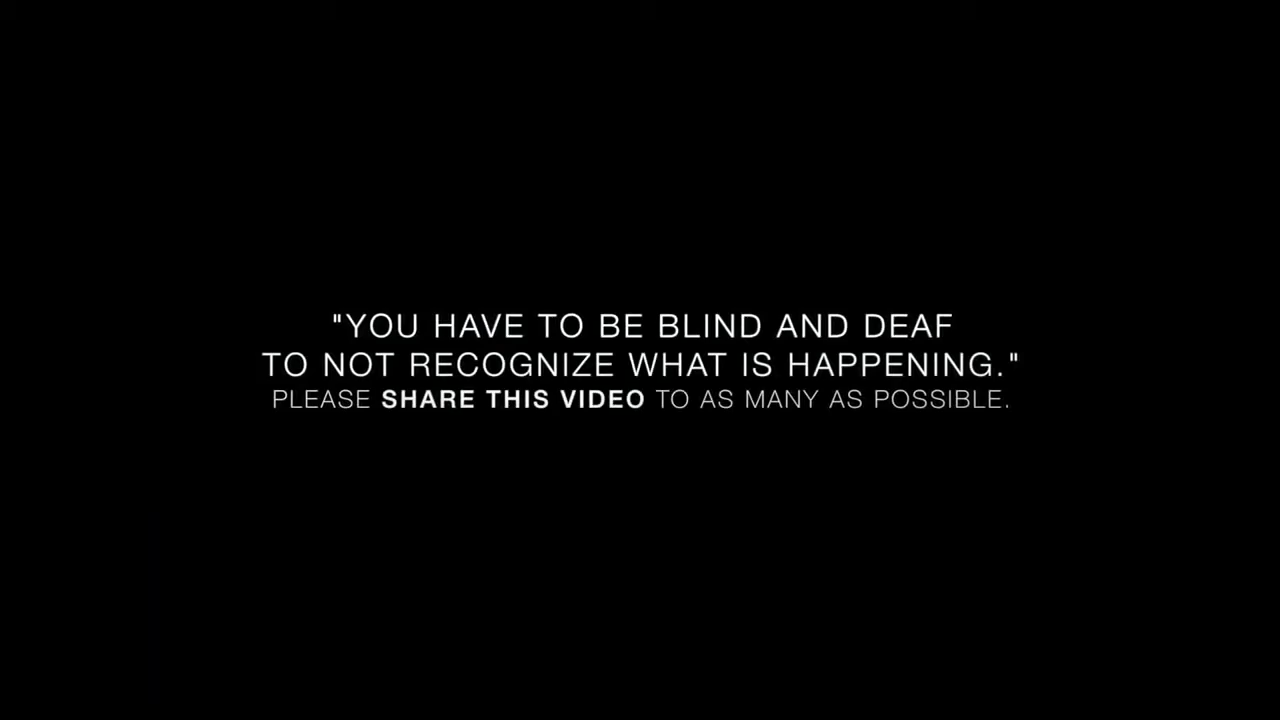 "YOU HAVE TO BE BLIND AND DEAF
TO NOT RECOGNIZE WHAT IS HAPPENING."
PLEASE SHARE THIS VIDEO TO AS MANY AS POSSIBLE.